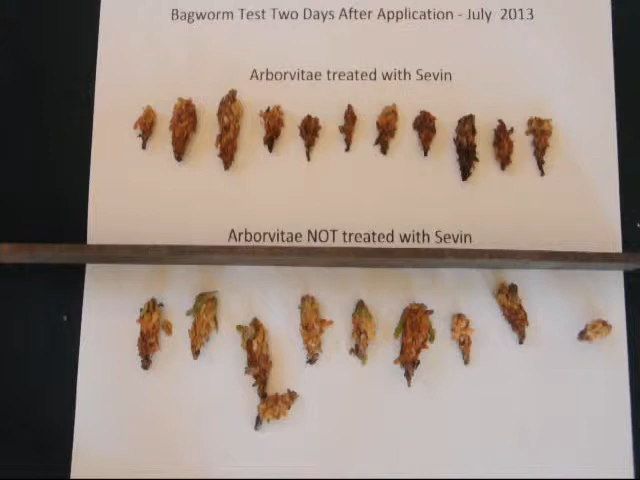 Bagworm Test Two Days After Application - July 2013
Arborvitae treated with Sevin
Arborvitae NOT treated with Sevin